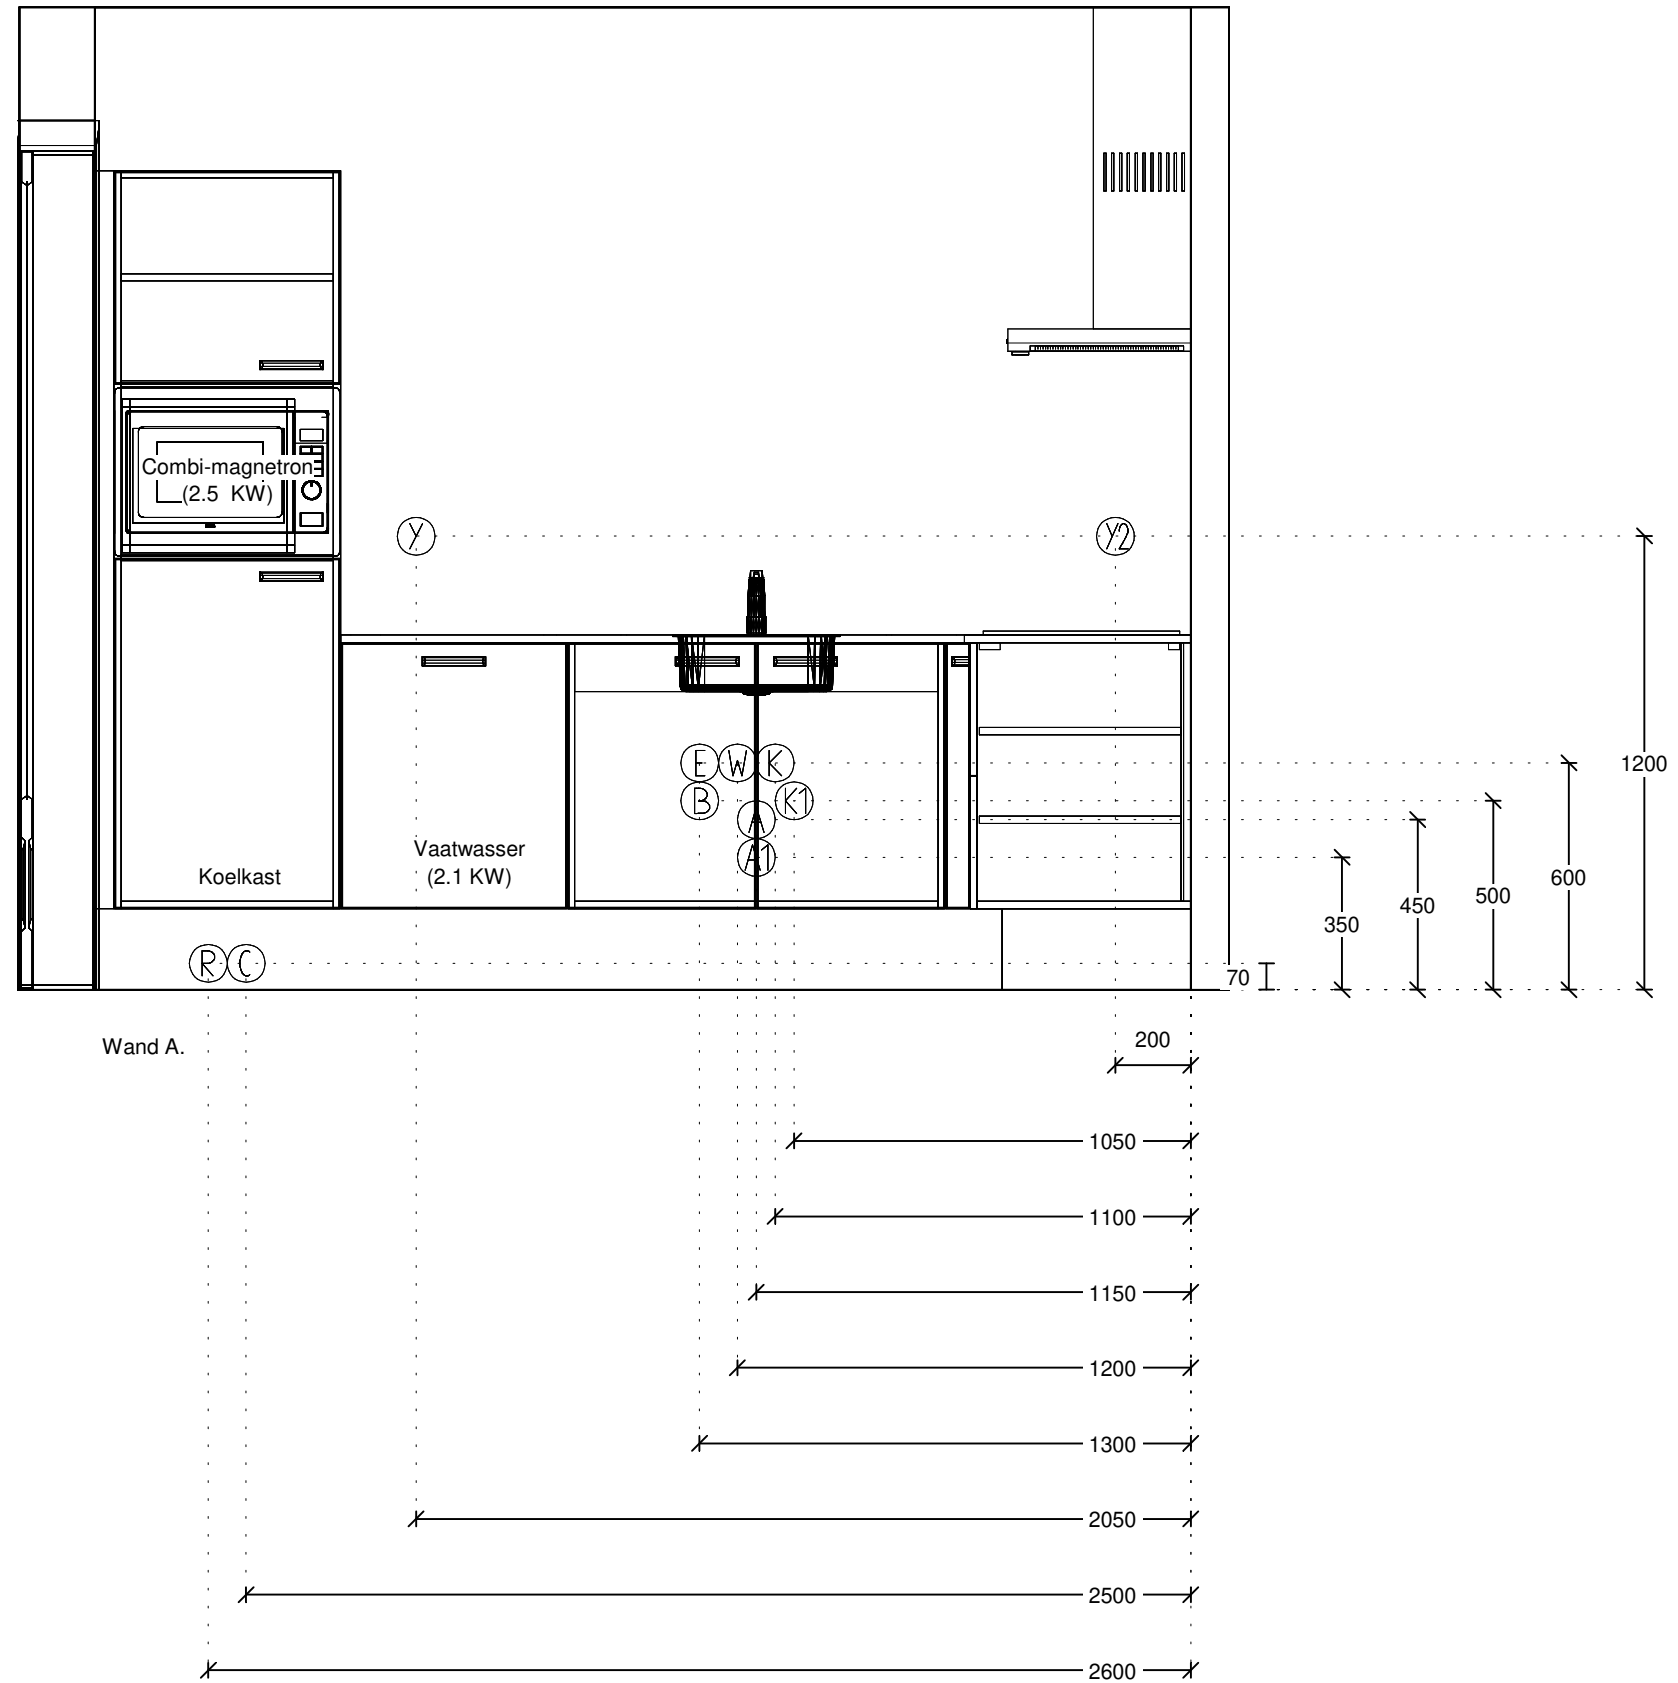 Combi-magnetron
(2.5 KW)
Y
Y2
1200
E
W
K
B
K1
A
A1
Vaatwasser
(2.1 KW)
Koelkast
600
500
450
350
R
C
70
Wand A.
200
1050
1100
1150
1200
1300
2050
2500
2600